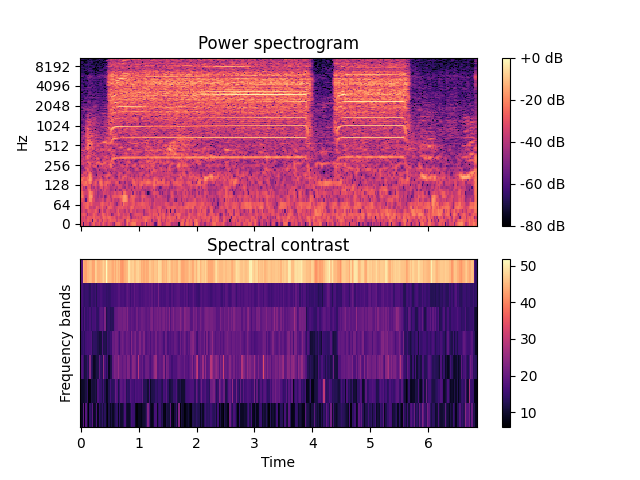 Power spectrogram
8192
4096
2048
1024
512
256
128
64
0
Hz
+0 dB
-20 dB
-40 dB
-60 dB
-80 dB
Spectral contrast
Frequency bands
50
40
30
20
10
0 1 2 3 4 5 6
Time